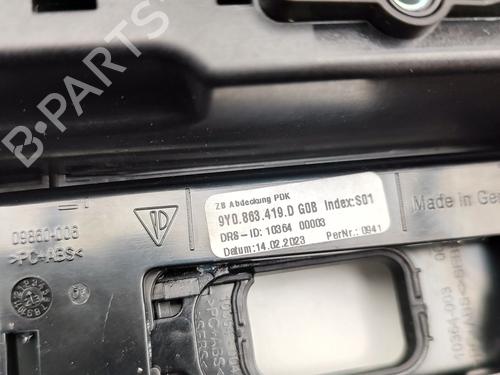 B-PARTS
ZB Abdeckung PDK
9Y0.863.419.D G0B Index:S01
DRS-ID: 10364 00003
Datum:14.02.2023 PerNr.: 0941
Made in Ger
09860-006
>PC-ABS<